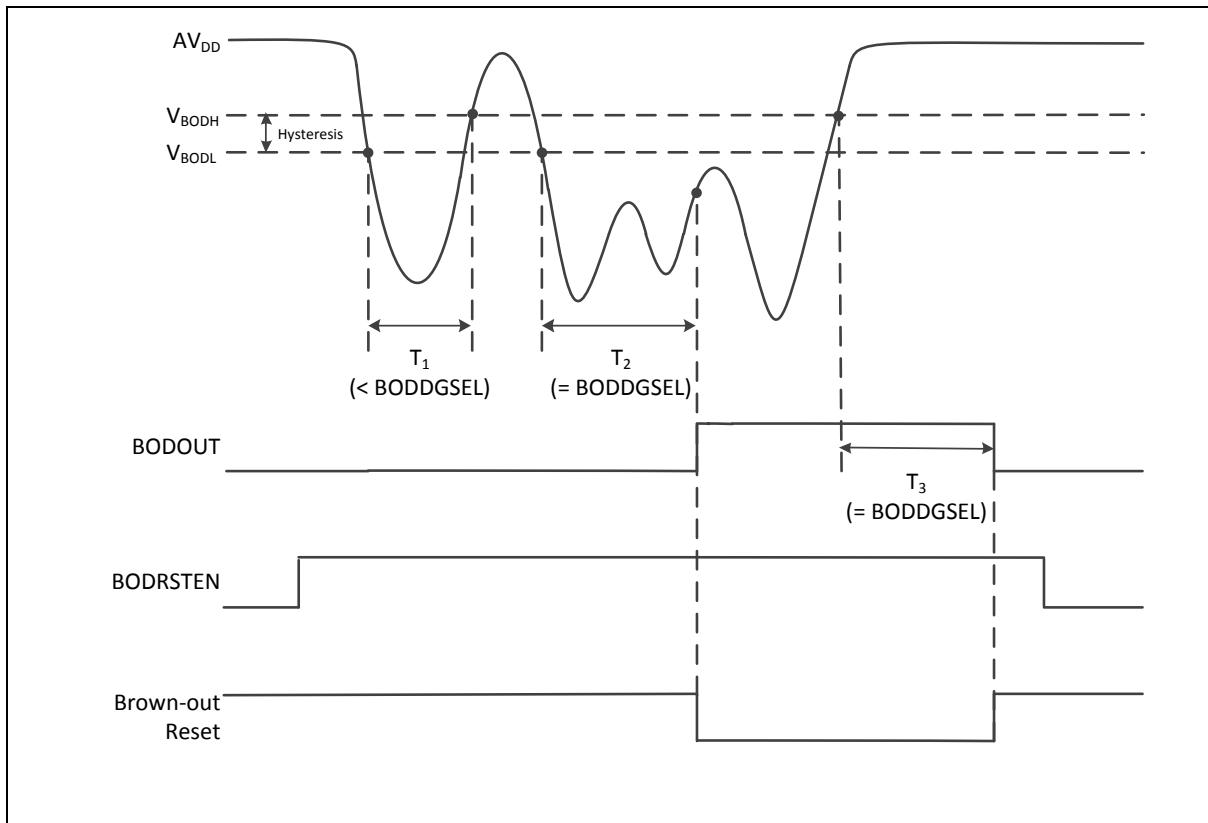 AVDD
VBODH
Hysteresis
VBODL
T1
(< BODDGSEL)
T2
(= BODDGSEL)
BODOUT
T3
(= BODDGSEL)
BODRSTEN
Brown-out
Reset